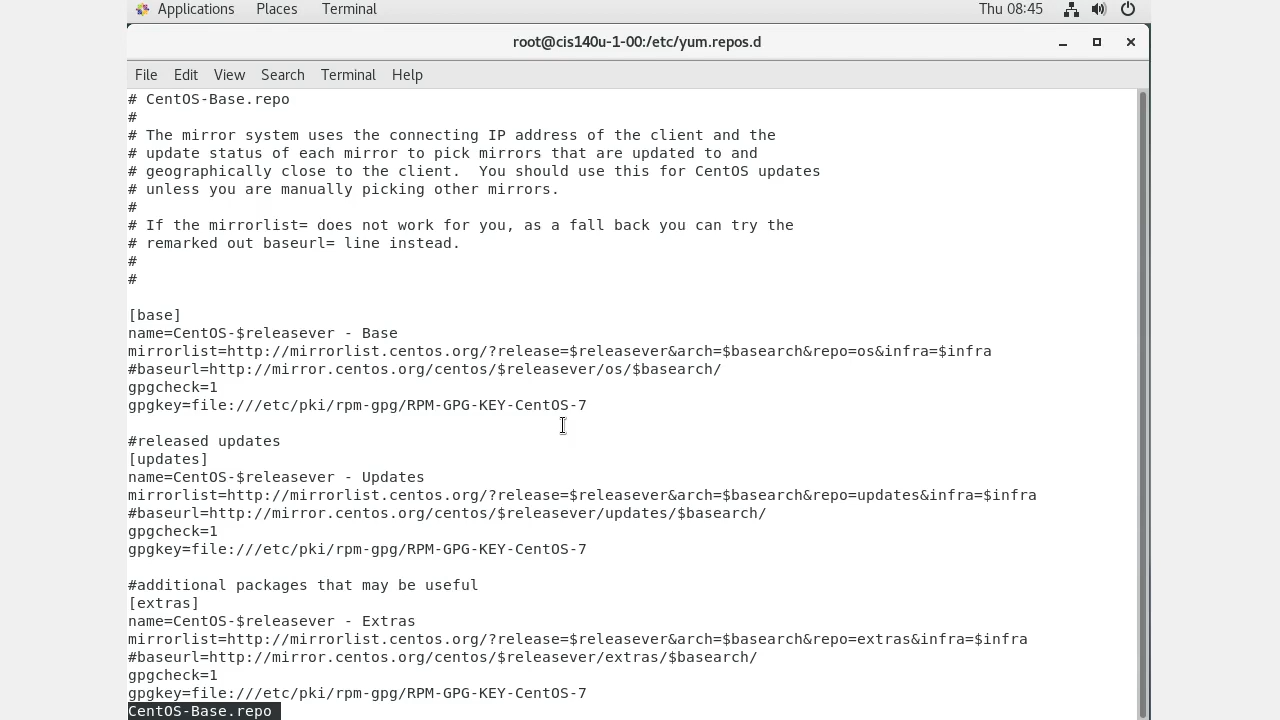 Applications Places Terminal Thu 08:45
root@cis140u-1-00:/etc/yum.repos.d
File Edit View Search Terminal Help
# CentOS-Base.repo
#
# The mirror system uses the connecting IP address of the client and the
# update status of each mirror to pick mirrors that are updated to and
# geographically close to the client.  You should use this for CentOS updates
# unless you are manually picking other mirrors.
#
# If the mirrorlist= does not work for you, as a fall back you can try the
# remarked out baseurl= line instead.
#
#
[base]
name=CentOS-$releasever - Base
mirrorlist=http://mirrorlist.centos.org/?release=$releasever&arch=$basearch&repo=os&infra=$infra
#baseurl=http://mirror.centos.org/centos/$releasever/os/$basearch/
gpgcheck=1
gpgkey=file:///etc/pki/rpm-gpg/RPM-GPG-KEY-CentOS-7
#released updates
[updates]
name=CentOS-$releasever - Updates
mirrorlist=http://mirrorlist.centos.org/?release=$releasever&arch=$basearch&repo=updates&infra=$infra
#baseurl=http://mirror.centos.org/centos/$releasever/updates/$basearch/
gpgcheck=1
gpgkey=file:///etc/pki/rpm-gpg/RPM-GPG-KEY-CentOS-7
#additional packages that may be useful
[extras]
name=CentOS-$releasever - Extras
mirrorlist=http://mirrorlist.centos.org/?release=$releasever&arch=$basearch&repo=extras&infra=$infra
#baseurl=http://mirror.centos.org/centos/$releasever/extras/$basearch/
gpgcheck=1
gpgkey=file:///etc/pki/rpm-gpg/RPM-GPG-KEY-CentOS-7
CentOS-Base.repo